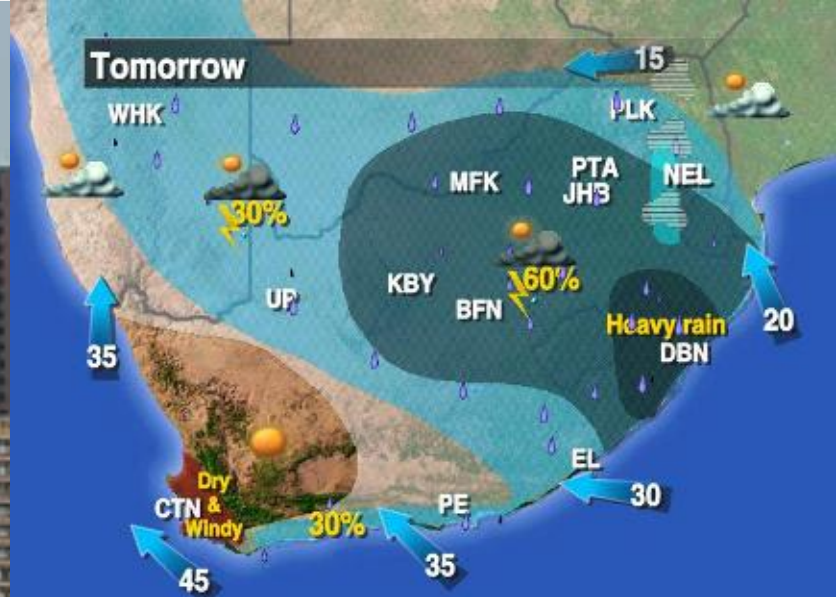 Tomorrow
15
WHK
PLK
PTA
NEL
MFK
JHB
30%
60%
KBY
UP
BFN
Heavy rain
20
DBN
35
EL
Dry
&
Windy
CTN
PE
30
30%
35
45